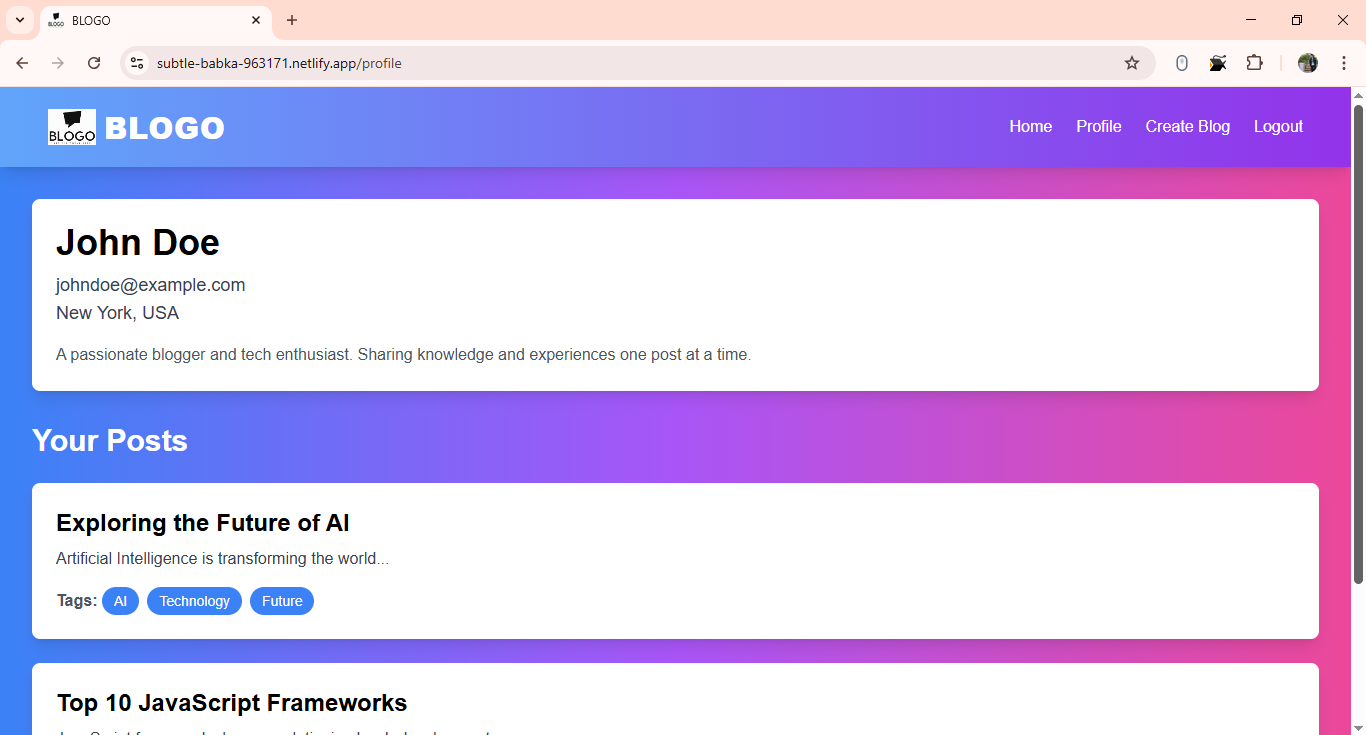 BLOGO
subtle-babka-963171.netlify.app/profile
BLOGO
BLOGO
Home Profile Create Blog Logout
John Doe
johndoe@example.com
New York, USA
A passionate blogger and tech enthusiast. Sharing knowledge and experiences one post at a time.
Your Posts
Exploring the Future of AI
Artificial Intelligence is transforming the world...
Tags: AI Technology Future
Top 10 JavaScript Frameworks